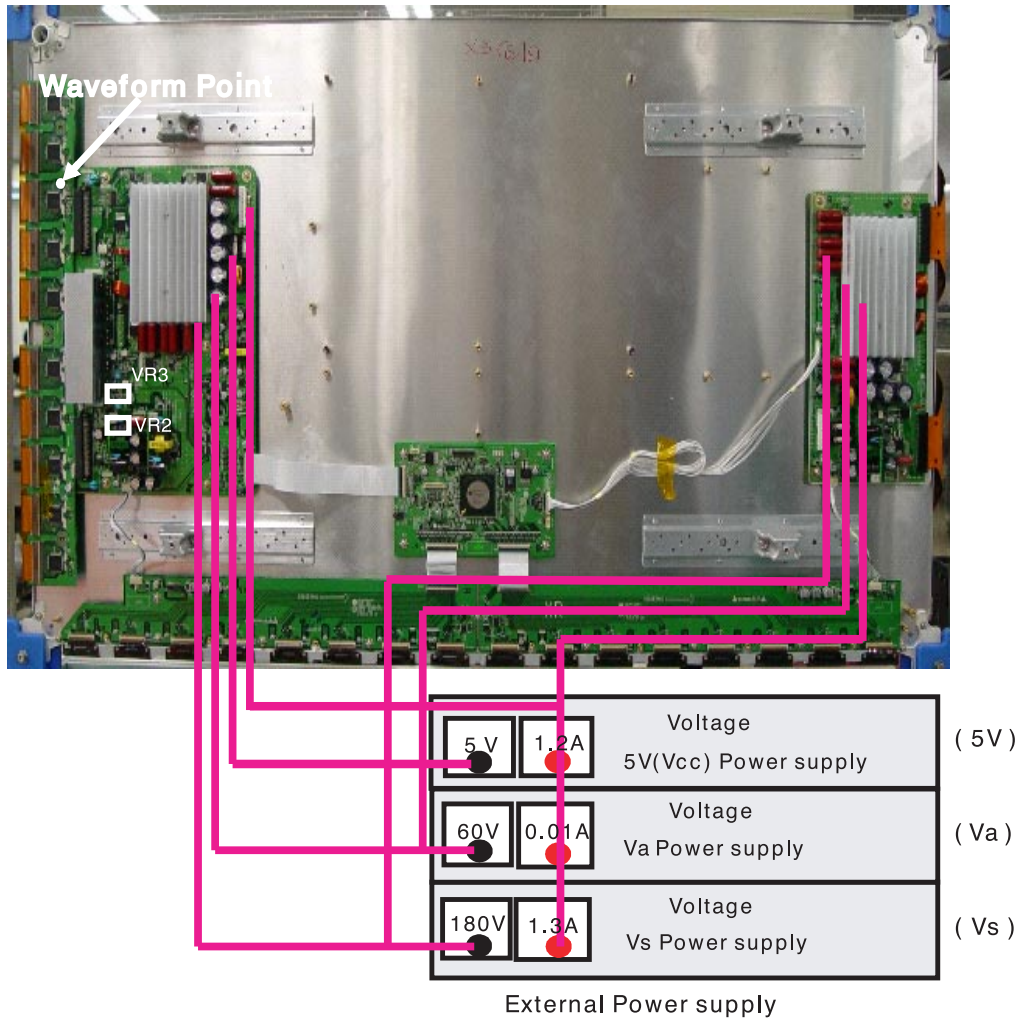 Waveform Point
VR3
VR2
5 V
1.2A
Voltage
5V(Vcc) Power supply
( 5V )
60V
0.01A
Voltage
Va Power supply
( Va )
180V
1.3A
Voltage
Vs Power supply
( Vs )
External Power supply